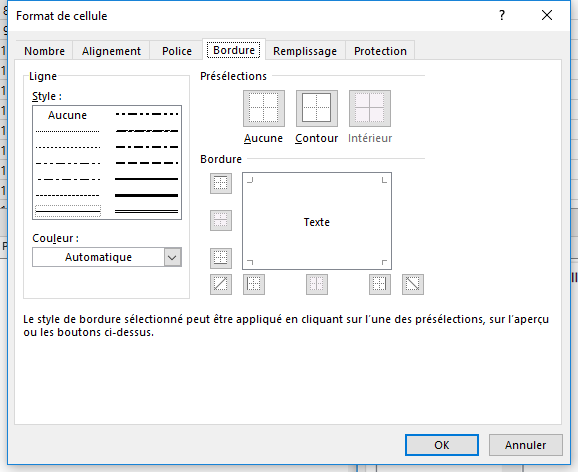 Format de cellule
?
Nombre Alignement Police Bordure Remplissage Protection
Ligne
Style :
Aucune
Couleur :
Automatique
Présélections
Aucune Contour Intérieur
Bordure
Texte
Le style de bordure sélectionné peut être appliqué en cliquant sur l'une des présélections, sur l'aperçu
ou les boutons ci-dessus.
OK Annuler